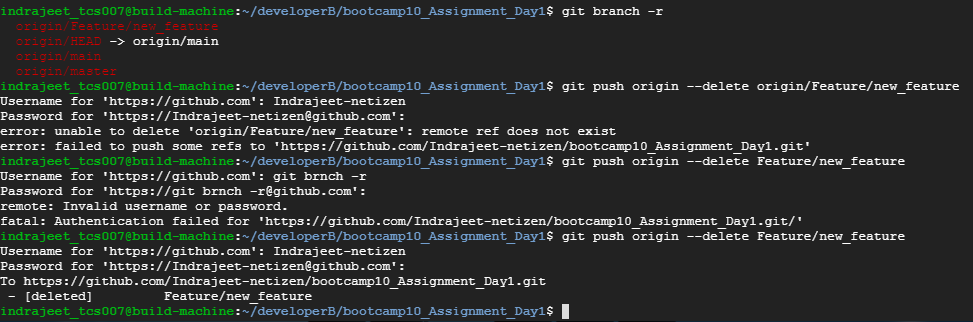 indrajeet_tcs007@build-machine:~/developerB/bootcamp10_Assignment_Day1$ git branch -r
  origin/Feature/new_feature
  origin/HEAD -> origin/main
  origin/main
  origin/master
indrajeet_tcs007@build-machine:~/developerB/bootcamp10_Assignment_Day1$ git push origin --delete origin/Feature/new_feature
Username for 'https://github.com': Indrajeet-netizen
Password for 'https://Indrajeet-netizen@github.com':
error: unable to delete 'origin/Feature/new_feature': remote ref does not exist
error: failed to push some refs to 'https://github.com/Indrajeet-netizen/bootcamp10_Assignment_Day1.git'
indrajeet_tcs007@build-machine:~/developerB/bootcamp10_Assignment_Day1$ git push origin --delete Feature/new_feature
Username for 'https://github.com': git brnch -r
Password for 'https://git brnch -r@github.com':
remote: Invalid username or password.
fatal: Authentication failed for 'https://github.com/Indrajeet-netizen/bootcamp10_Assignment_Day1.git/'
indrajeet_tcs007@build-machine:~/developerB/bootcamp10_Assignment_Day1$ git push origin --delete Feature/new_feature
Username for 'https://github.com': Indrajeet-netizen
Password for 'https://Indrajeet-netizen@github.com':
To https://github.com/Indrajeet-netizen/bootcamp10_Assignment_Day1.git
 - [deleted]         Feature/new_feature
indrajeet_tcs007@build-machine:~/developerB/bootcamp10_Assignment_Day1$